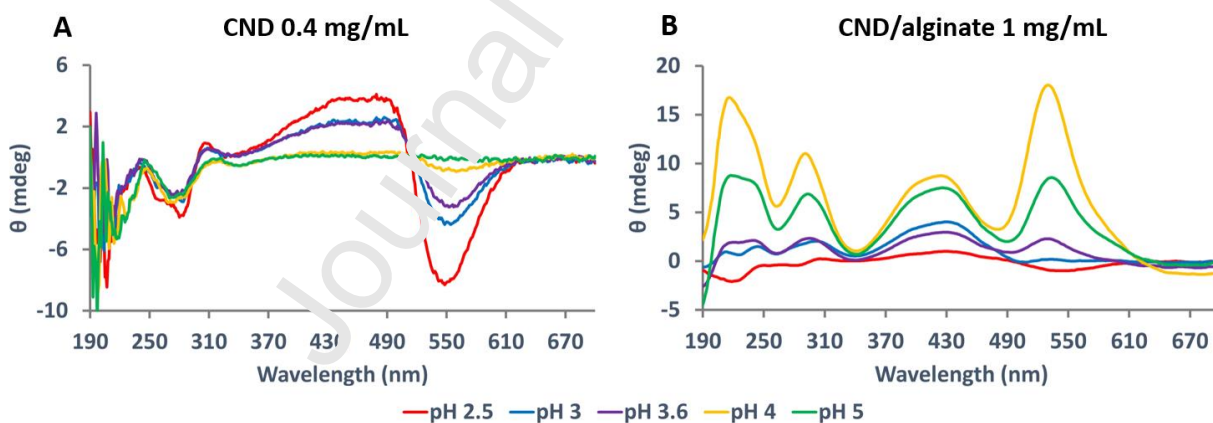 A CND 0.4 mg/mL
6
2
-2
-6
-10
θ (mdeg)
190 250 310 370 490 550 610 670
Wavelength (nm)
B CND/alginate 1 mg/mL
20
15
10
5
0
-5
θ (mdeg)
190 250 310 370 430 490 550 610 670
Wavelength (nm)
pH 2.5 pH 3 pH 3.6 pH 4 pH 5
Journal